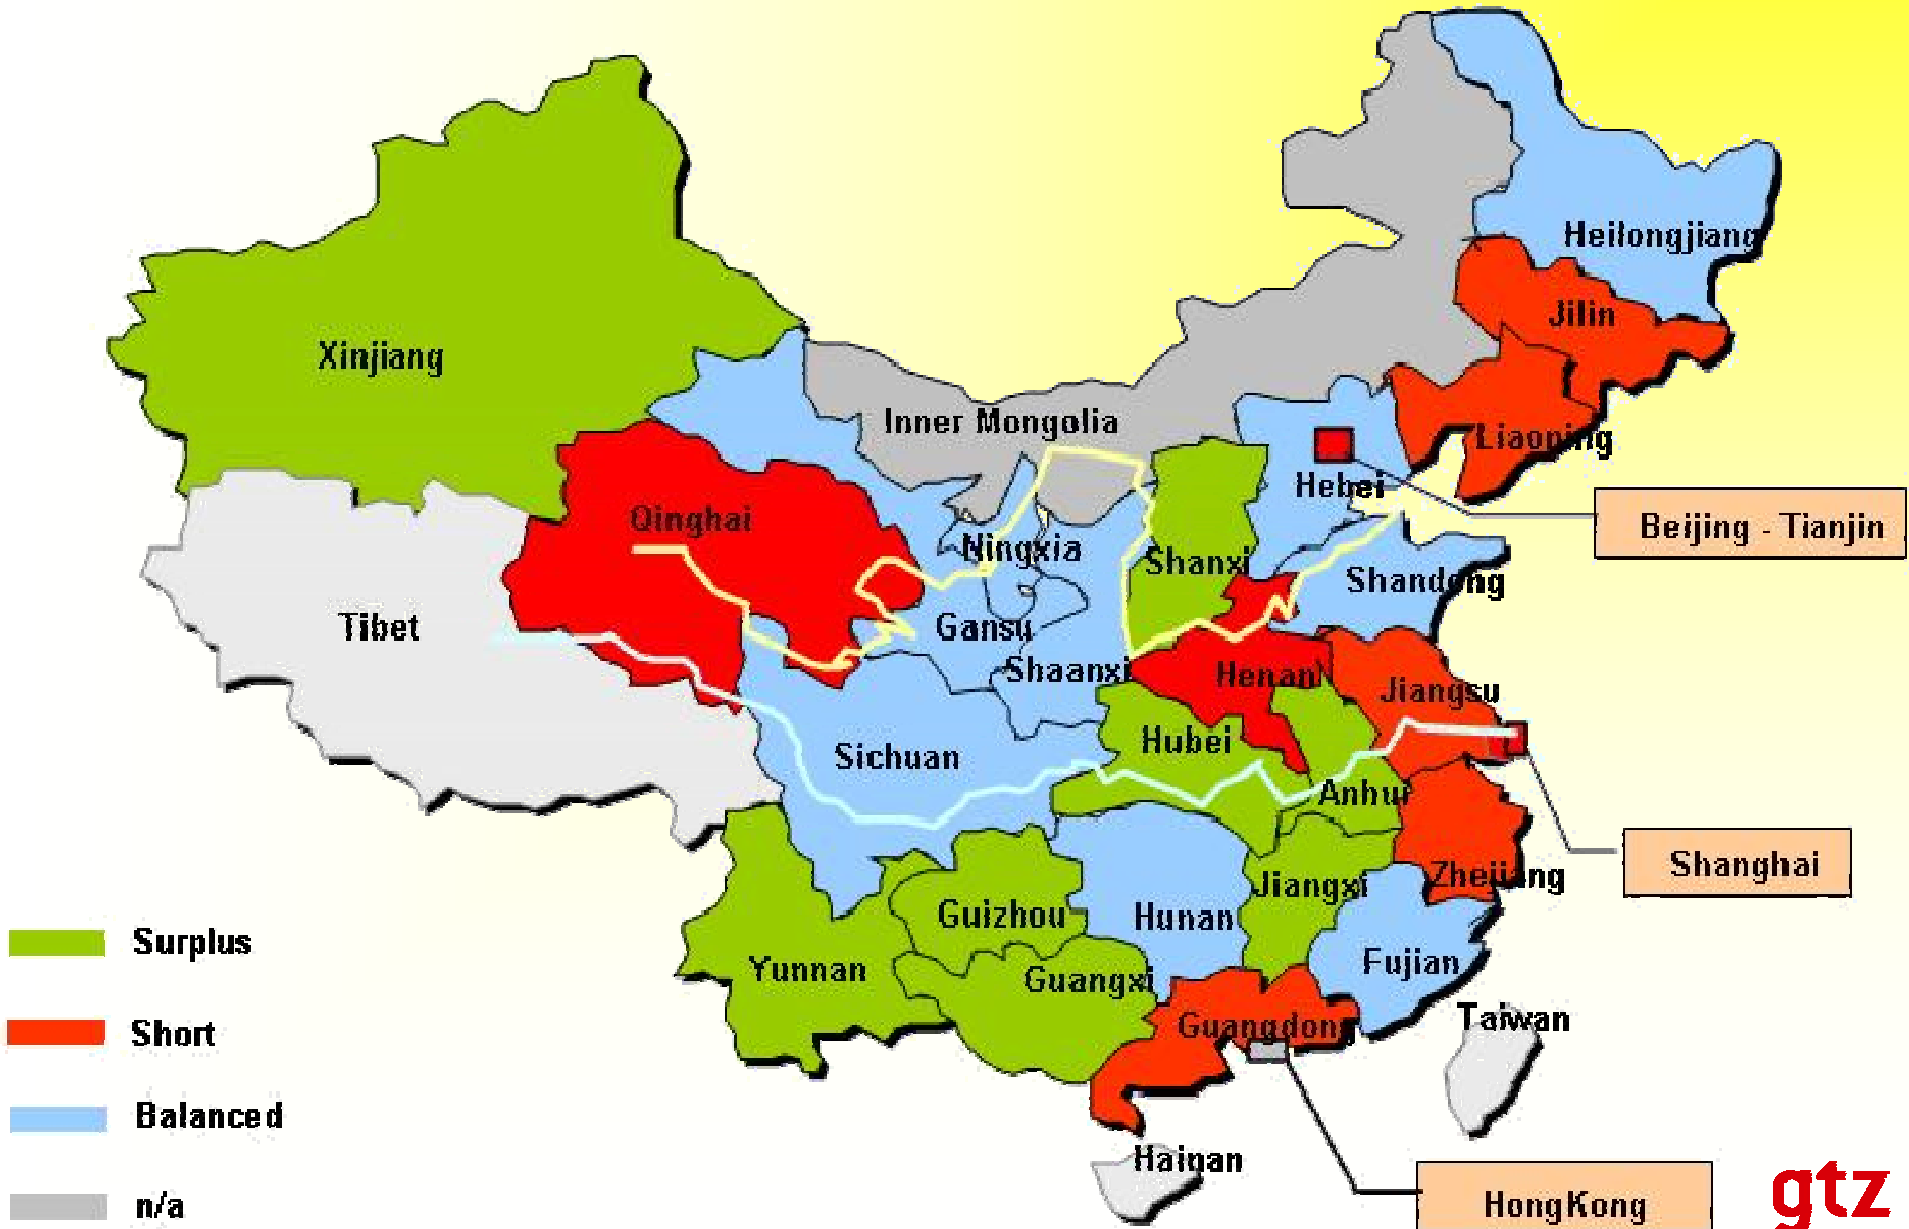 Heilongjiang
Jilin
Xinjiang
Inner Mongolia
Liaoning
Hebei
Qinghai
Beijing - Tianjin
Ningxia
Shanxi
Shandong
Tibet
Gansu
Shaanxi
Henan
Jiangsu
Hubei
Sichuan
Anhui
Shanghai
Zhejiang
Jiangxi
Guizhou
Hunan
Surplus
Yunnan
Fujian
Guangxi
Taiwan
Guangdong
Short
Balanced
Hainan
n/a
HongKong
gtz